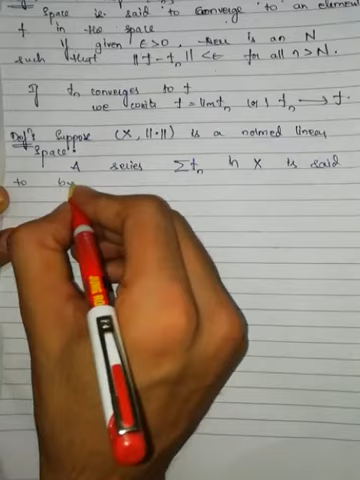 Space is said to converge to an element
f in the space
if given ε>0, there is an N
such that ||f-fn|| <ε for all n>N.
If fn converges to f
we write f = lim fn (or) fn → f.
Defn: Suppose (X, ||·||) is a normed linear
Space.
A series Σfn in X is said
to by